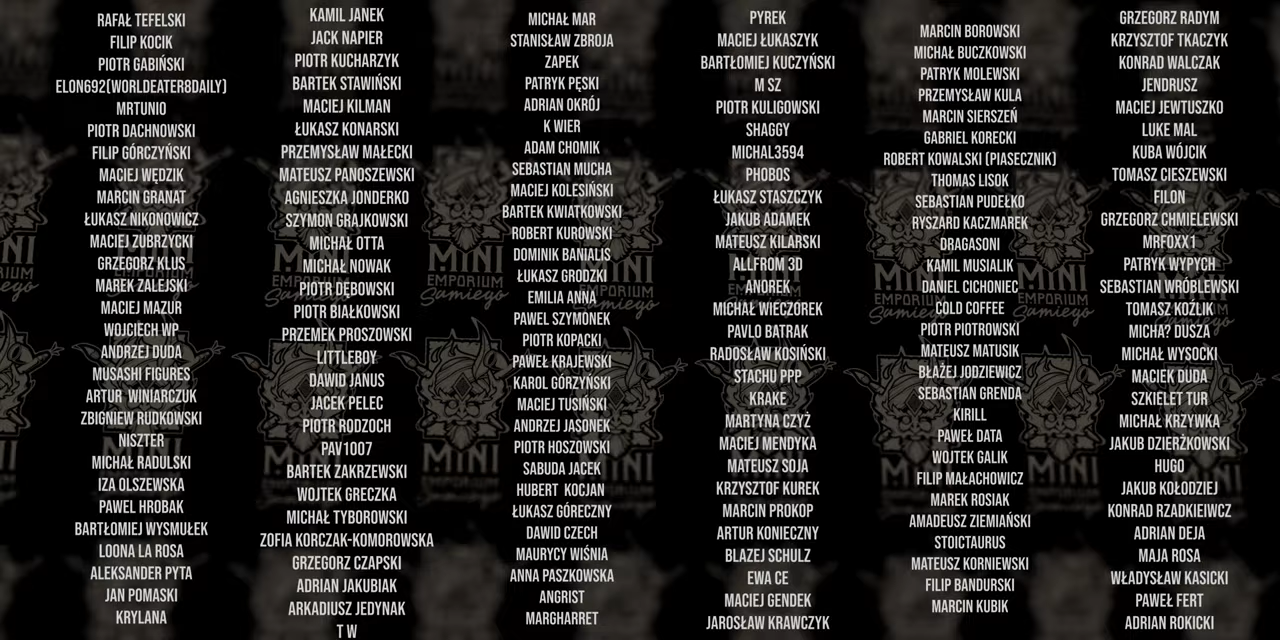 RAFAŁ TEFELSKI
FILIP KOCIK
PIOTR GABIŃSKI
ELON692(WORLDEATER8DAILY)
MRTUNIO
PIOTR DACHNOWSKI
FILIP GÓRCZYŃSKI
MACIEJ WĘDZIK
MARCIN GRANAT
ŁUKASZ NIKONOWICZ
MACIEJ ZUBRZYCKI
GRZEGORZ KLUS
MAREK ZALEJSKI
MACIEJ MAZUR
WOJCIECH WP
ANDRZEJ DUDA
MUSASHI FIGURES
ARTUR WINIARCZUK
ZBIGNIEW RUDKOWSKI
NISZTER
MICHAŁ RADULSKI
IZA OLSZEWSKA
PAWEL HROBAK
BARTŁOMIEJ WYSMUŁEK
LOONA LA ROSA
ALEKSANDER PYTA
JAN POMASKI
KRYLANA
KAMIL JANEK
JACK NAPIER
PIOTR KUCHARZYK
BARTEK STAWIŃSKI
MACIEJ KILMAN
ŁUKASZ KONARSKI
PRZEMYSŁAW MAŁECKI
MATEUSZ PANOSZEWSKI
AGNIESZKA JONDERKO
SZYMON GRAJKOWSKI
MICHAŁ OTTA
MICHAŁ NOWAK
PIOTR DĘBOWSKI
PIOTR BIAŁKOWSKI
PRZEMEK PROSZOWSKI
LITTLEBOY
DAWID JANUS
JACEK PELEC
PIOTR RODZOCH
PAV1007
BARTEK ZAKRZEWSKI
WOJTEK GRECZKA
MICHAŁ TYBOROWSKI
ZOFIA KORCZAK-KOMOROWSKA
GRZEGORZ CZAPSKI
ADRIAN JAKUBIAK
ARKADIUSZ JEDYNAK
T W
MICHAŁ MAR
STANISŁAW ZBROJA
ZAPEK
PATRYK PĘSKI
ADRIAN OKRÓJ
K WIER
ADAM CHOMIK
SEBASTIAN MUCHA
MACIEJ KOLESIŃSKI
BARTEK KWIATKOWSKI
ROBERT KUROWSKI
DOMINIK BANIALIS
ŁUKASZ GRODZKI
EMILIA ANNA
PAWEL SZYMONEK
PIOTR KOPACKI
PAWEŁ KRAJEWSKI
KAROL GÓRZYŃSKI
MACIEJ TUSIŃSKI
ANDRZEJ JASONEK
PIOTR HOSZOWSKI
SABUDA JACEK
HUBERT KOCJAN
ŁUKASZ GÓRECZNY
DAWID CZECH
MAURYCY WIŚNIA
ANNA PASZKOWSKA
ANGRIST
MARGHARRET
PYREK
MACIEJ ŁUKASZYK
BARTŁOMIEJ KUCZYŃSKI
M SZ
PIOTR KULIGOWSKI
SHAGGY
MICHAL3594
PHOBOS
ŁUKASZ STASZCZYK
JAKUB ADAMEK
MATEUSZ KILARSKI
ALLFROM 3D
ANOREK
MICHAŁ WIECZOREK
PAVLO BATRAK
RADOSŁAW KOSIŃSKI
STACHU PPP
KRAKE
MARTYNA CZYŻ
MACIEJ MENDYKA
MATEUSZ SOJA
KRZYSZTOF KUREK
MARCIN PROKOP
ARTUR KONIECZNY
BLAZEJ SCHULZ
EWA CE
MACIEJ GENDEK
JAROSŁAW KRAWCZYK
MARCIN BOROWSKI
MICHAŁ BUCZKOWSKI
PATRYK MOLEWSKI
PRZEMYSŁAW KULA
MARCIN SIERSZEŃ
GABRIEL KORECKI
ROBERT KOWALSKI (PIASECZNIK)
THOMAS LISOK
SEBASTIAN PUDEŁKO
RYSZARD KACZMAREK
DRAGASONI
KAMIL MUSIALIK
DANIEL CICHONIEC
COLD COFFEE
PIOTR PIOTROWSKI
MATEUSZ MATUSIK
BŁAŻEJ JODZIEWICZ
SEBASTIAN GRENDA
KIRILL
PAWEŁ DATA
WOJTEK GALIK
FILIP MAŁACHOWICZ
MAREK ROSIAK
AMADEUSZ ZIEMIAŃSKI
STOICTAURUS
MATEUSZ KORNIEWSKI
FILIP BANDURSKI
MARCIN KUBIK
GRZEGORZ RADYM
KRZYSZTOF TKACZYK
KONRAD WALCZAK
JENDRUSZ
MACIEJ JEWTUSZKO
LUKE MAL
KUBA WÓJCIK
TOMASZ CIESZEWSKI
FILON
GRZEGORZ CHMIELEWSKI
MRFOXX1
PATRYK WYPYCH
SEBASTIAN WRÓBLEWSKI
TOMASZ KOŹLIK
MICHA? DUSZA
MICHAŁ WYSOCKI
MACIEK DUDA
SZKIELET TUR
MICHAŁ KRZYWKA
JAKUB DZIERŻKOWSKI
HUGO
JAKUB KOŁODZIEJ
KONRAD RZADKIEIWCZ
ADRIAN DEJA
MAJA ROSA
WŁADYSŁAW KASICKI
PAWEŁ FERT
ADRIAN ROKICKI
MINI
EMPORIUM
Samiego